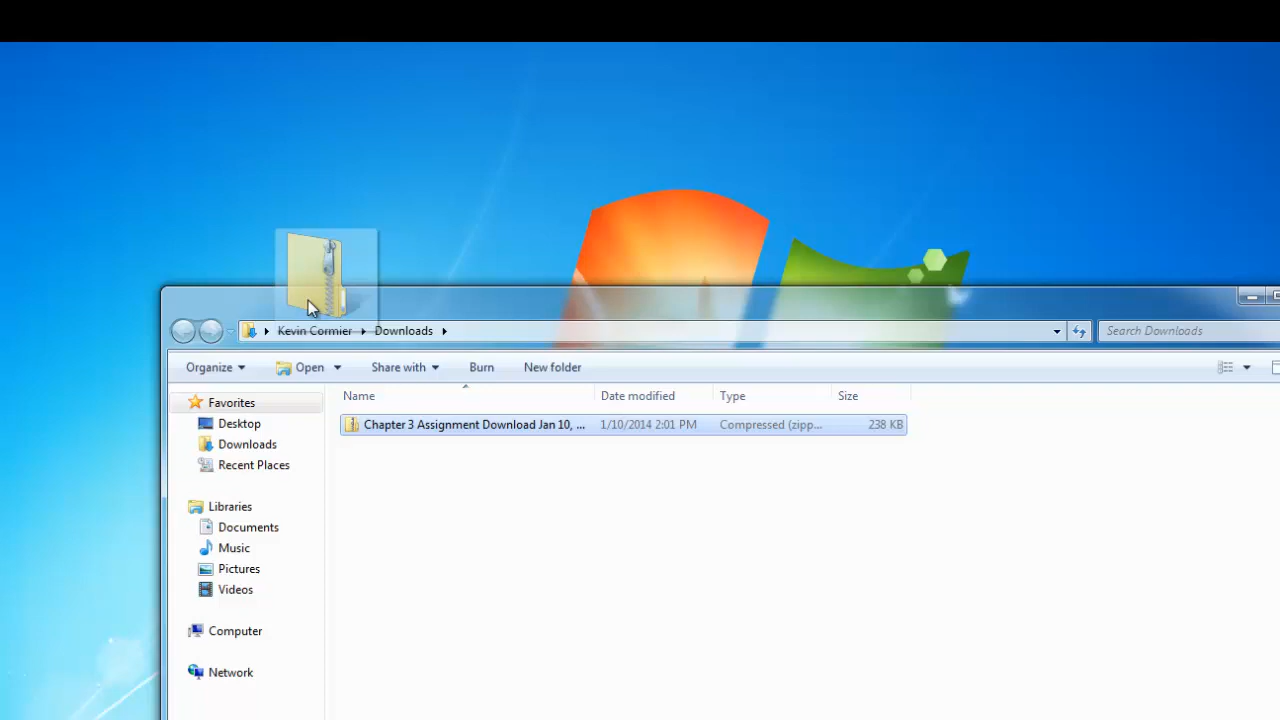 Kevin Cormier Downloads Search Downloads
Organize Open Share with Burn New folder
Favorites
Desktop
Downloads
Recent Places
Libraries
Documents
Music
Pictures
Videos
Computer
Network
Name Date modified Type Size
Chapter 3 Assignment Download Jan 10, ... 1/10/2014 2:01 PM Compressed (zipp... 238 KB